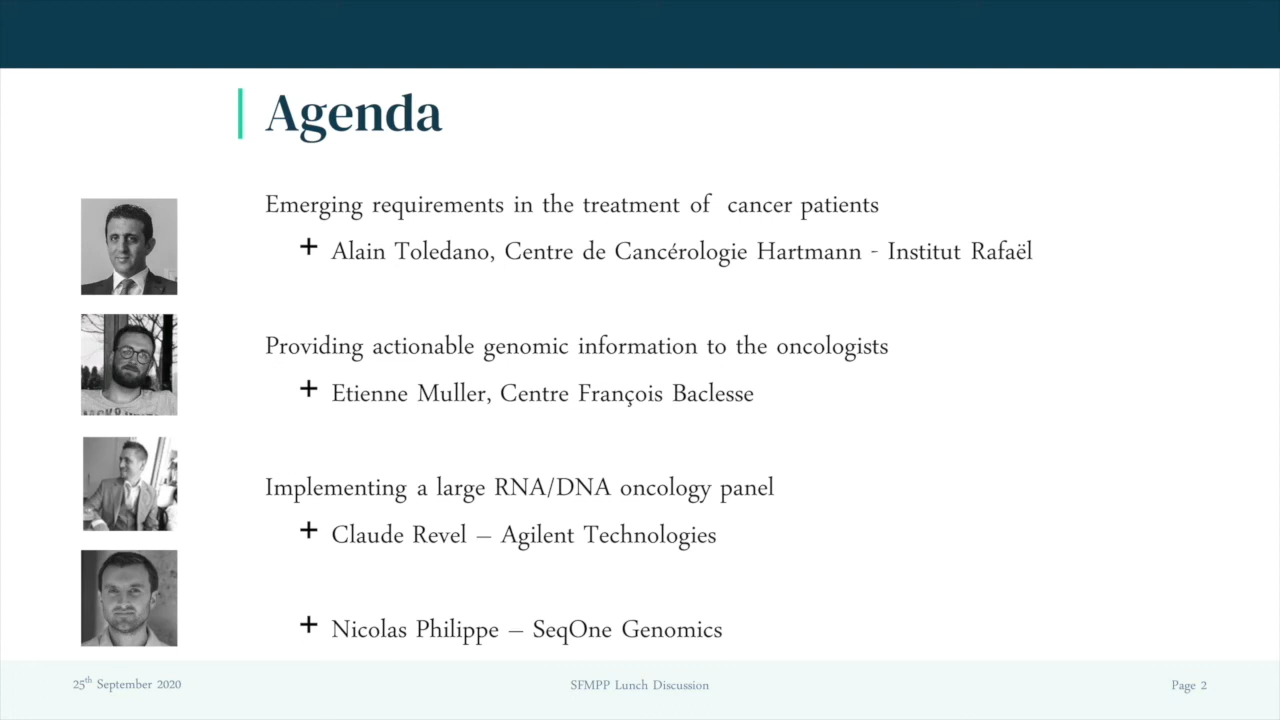 Agenda
Emerging requirements in the treatment of cancer patients
+ Alain Toledano, Centre de Cancérologie Hartmann - Institut Rafaël
Providing actionable genomic information to the oncologists
+ Etienne Muller, Centre François Baclesse
Implementing a large RNA/DNA oncology panel
+ Claude Revel – Agilent Technologies
+ Nicolas Philippe – SeqOne Genomics
25th September 2020
SFMPP Lunch Discussion
Page 2